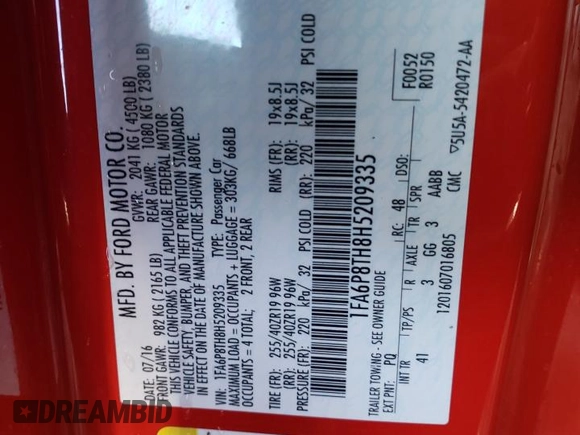 MFD. BY FORD MOTOR CO.
DATE: 07/16 GVWR: 2041 KG ( 4500 LB)
FRONT GAWR: 982 KG ( 2165 LB) REAR GAWR: 1080 KG ( 2380 LB)
THIS VEHICLE CONFORMS TO ALL APPLICABLE FEDERAL MOTOR
VEHICLE SAFETY, BUMPER, AND THEFT PREVENTION STANDARDS
IN EFFECT ON THE DATE OF MANUFACTURE SHOWN ABOVE.
VIN: 1FA6P8TH8H5209335 TYPE: Passenger Car
MAXIMUM LOAD = OCCUPANTS + LUGGAGE = 303KG/ 668LB
OCCUPANTS = 4 TOTAL; 2 FRONT, 2 REAR
TIRE (FR): 255/40ZR19 96W RIMS (FR): 19x8.5J
TIRE (RR): 255/40ZR19 96W RIMS (RR): 19x8.5J
PRESSURE (FR): 220 kPa/ 32 PSI COLD (RR): 220 kPa/ 32 PSI COLD
1FA6P8TH8H5209335
TRAILER TOWING - SEE OWNER GUIDE
F0052
R0150
EXT PNT: PQ RC: 48 DSO:
INT TR TP/PS R AXLE TR SPR
41 3 GG 3 AABB
1201607016805 CMC ▽5U5A-5420472-AA
DREAMBID